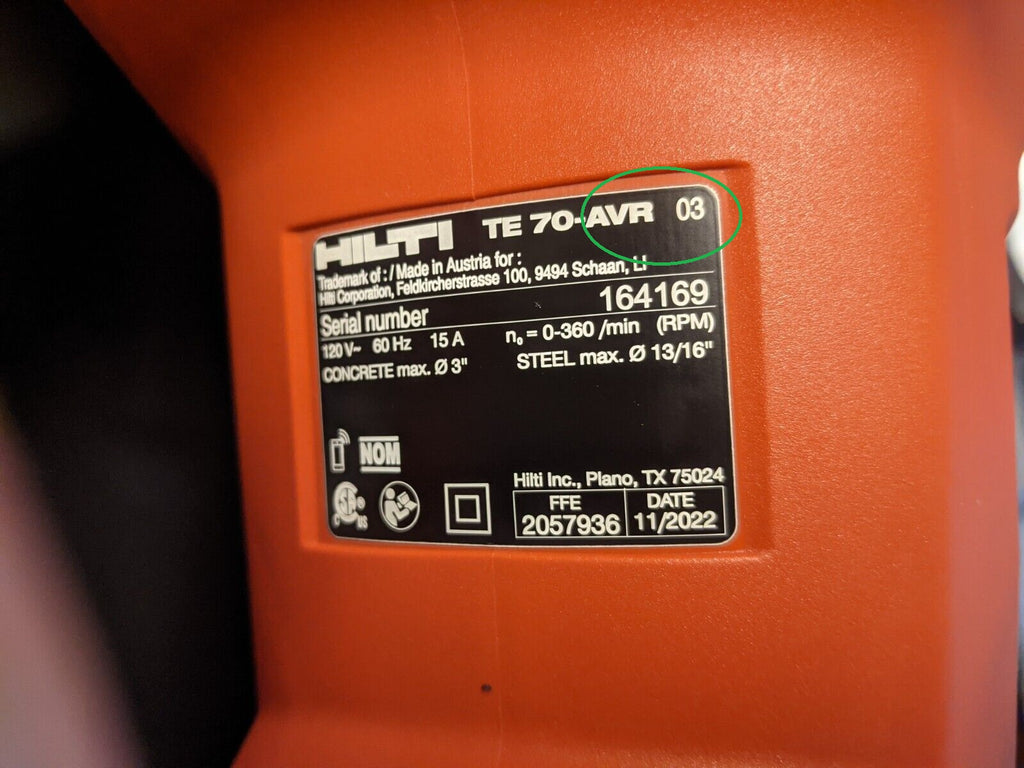 HILTI TE 70-AVR 03
Trademark of : / Made in Austria for :
Hilti Corporation, Feldkircherstrasse 100, 9494 Schaan, LI
Serial number 164169
120 V~ 60 Hz 15 A n₀ = 0-360 /min (RPM)
CONCRETE max. Ø 3" STEEL max. Ø 13/16"
NOM
Hilti Inc., Plano, TX 75024
FFE DATE
2057936 11/2022
C US